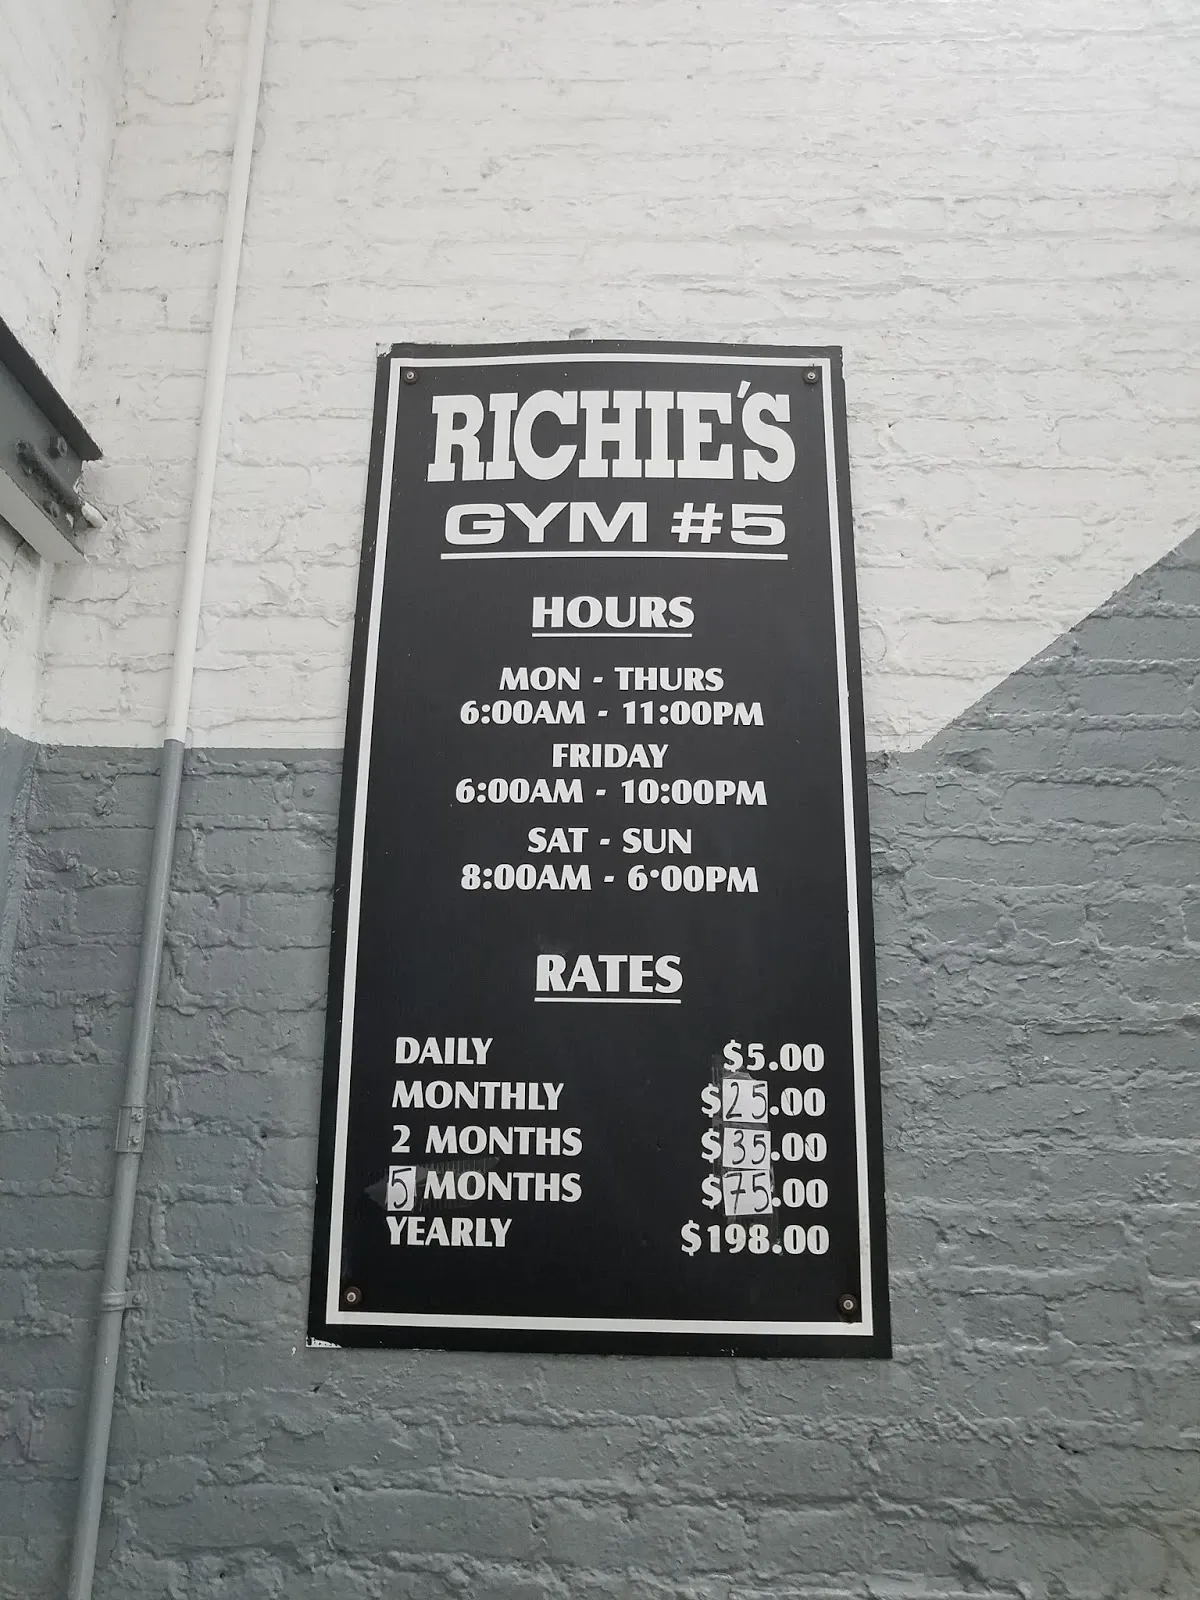 RICHIE'S
GYM #5
HOURS
MON - THURS
6:00AM - 11:00PM
FRIDAY
6:00AM - 10:00PM
SAT - SUN
8:00AM - 6:00PM
RATES
DAILY $5.00
MONTHLY $25.00
2 MONTHS $35.00
5 MONTHS $75.00
YEARLY $198.00